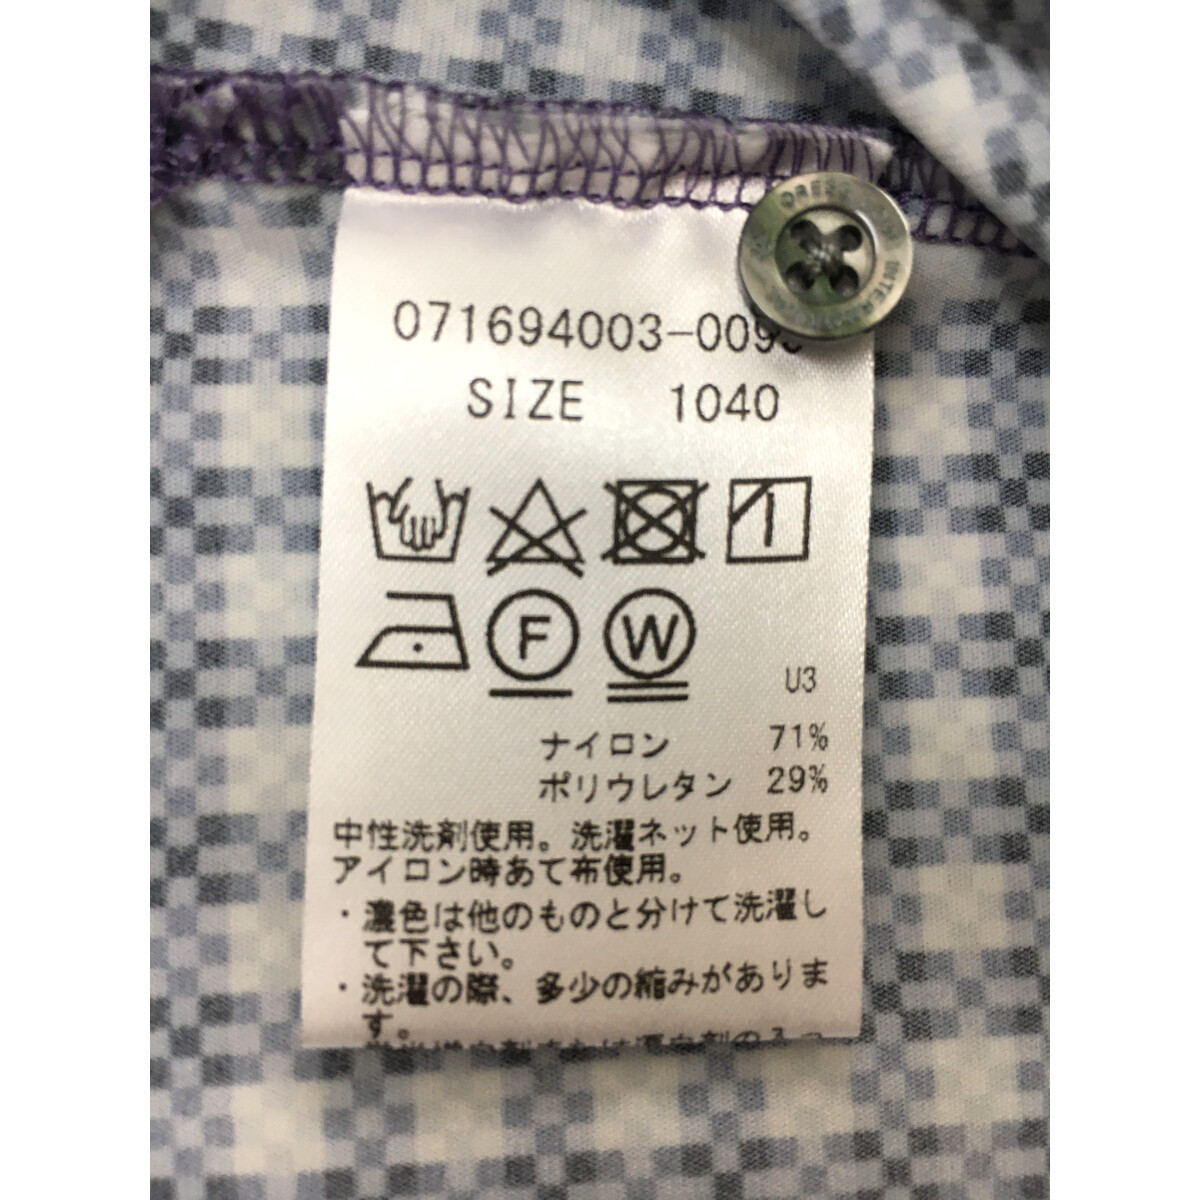 071694003-009
SIZE 1040
F
W
U3
ナイロン 71%
ポリウレタン 29%
中性洗剤使用。洗濯ネット使用。
アイロン時あて布使用。
・濃色は他のものと分けて洗濯し
て下さい。
・洗濯の際、多少の縮みがありま
す。